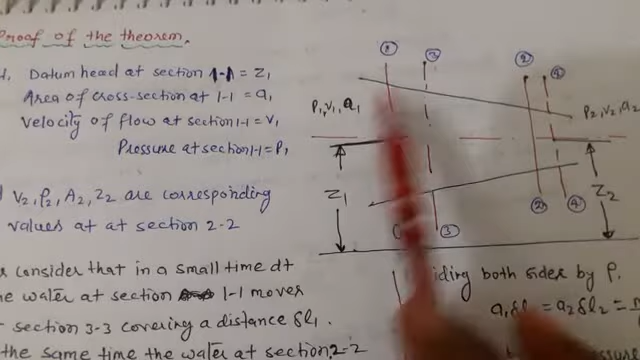 Proof of the theorem.
Datum head at section 1-1 = Z1
Area of cross-section at 1-1 = a1
Velocity of flow at section 1-1 = V1
Pressure at section 1-1 = P1
V2, P2, A2, Z2 are corresponding
values at at section 2-2
consider that in a small time dt
water at section 1-1 moves
section 3-3 covering a distance δl1.
the same time the water at section 2-2
① ③ ② ④
P1, V1, a1
P2, V2, a2
Z1
Z2
③ ② ④
both sides by ρ.
a1 δl1 = a2 δl2 =